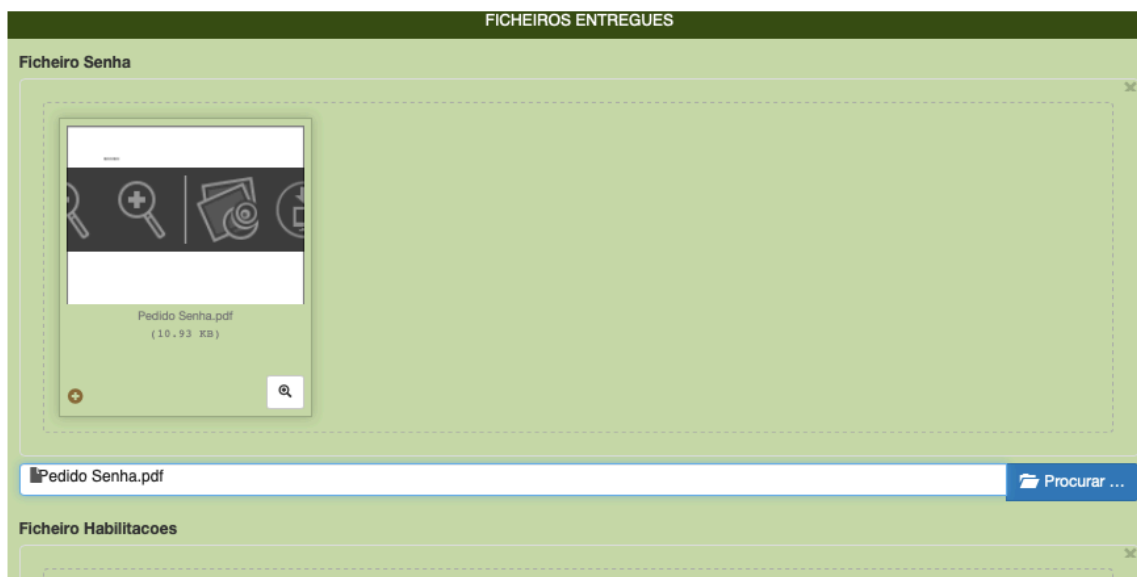 FICHEIROS ENTREGUES
Ficheiro Senha
Pedido Senha.pdf
(10.93 KB)
Pedido Senha.pdf
Procurar ...
Ficheiro Habilitacoes